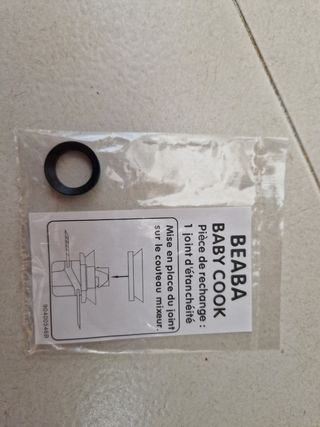 BEABA
BABY COOK
Pièce de rechange :
1 joint d'étanchéité
Mise en place du joint
sur le couteau mixeur.